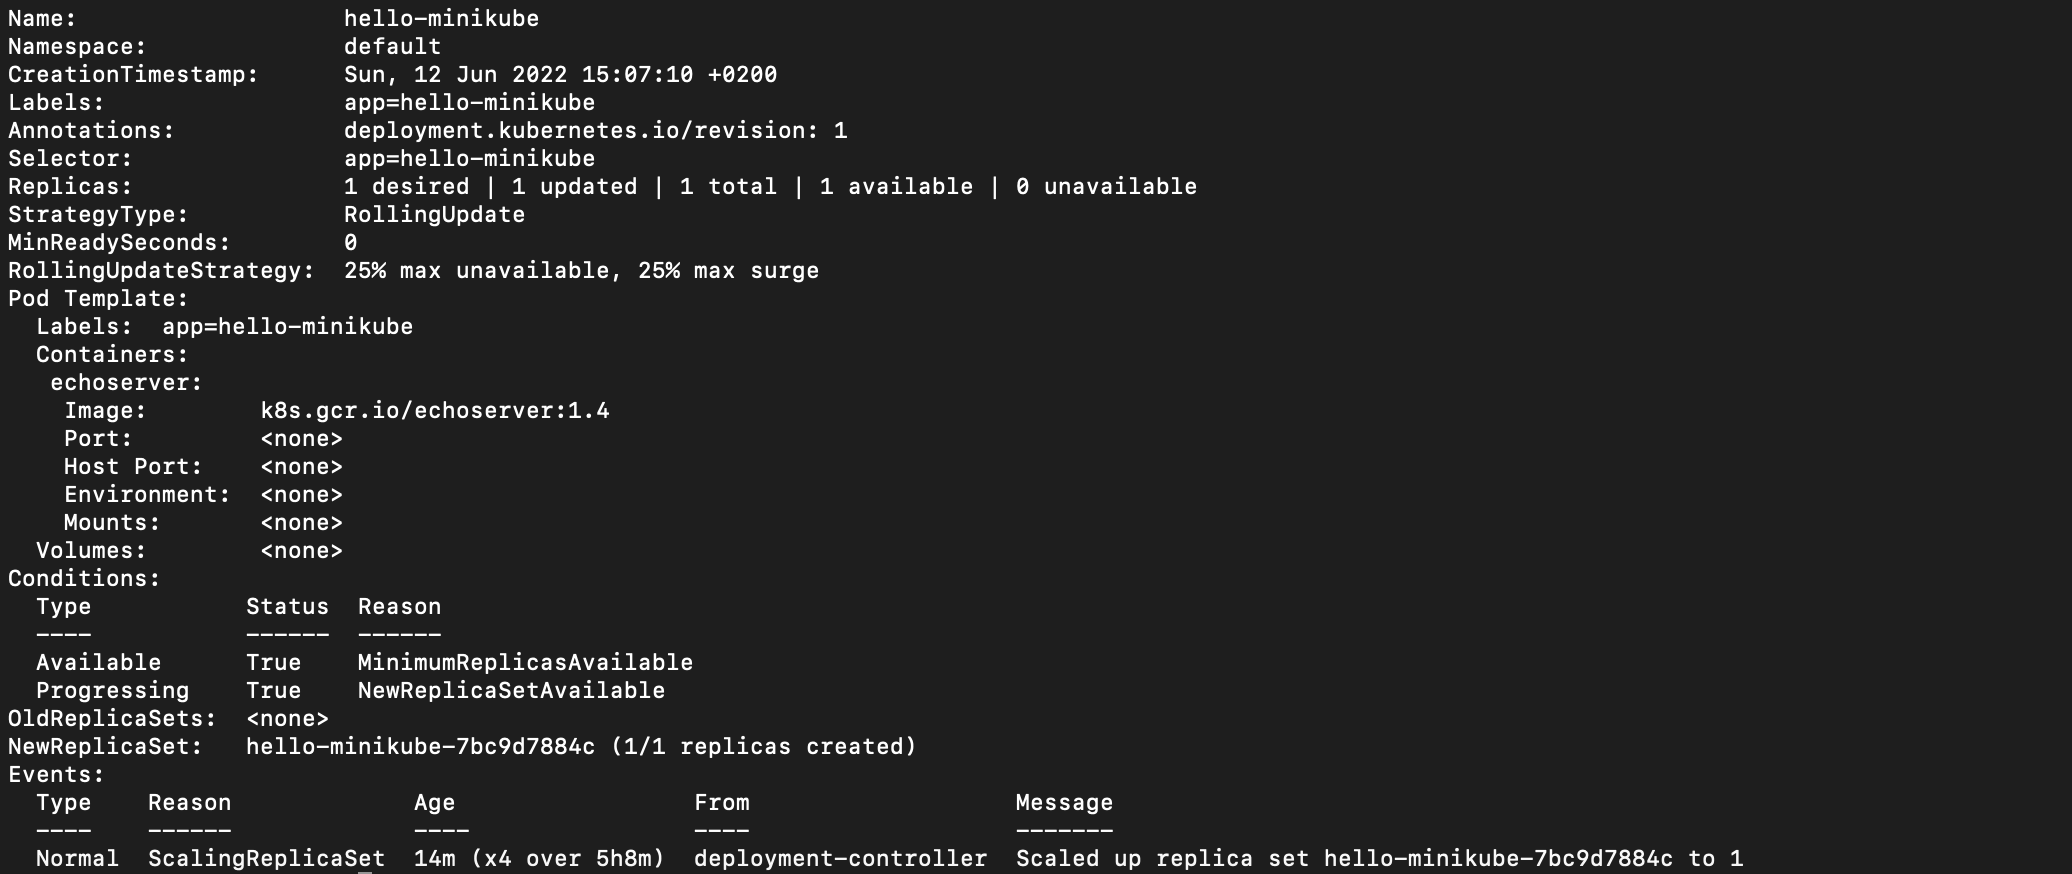 Name:                   hello-minikube
Namespace:              default
CreationTimestamp:      Sun, 12 Jun 2022 15:07:10 +0200
Labels:                 app=hello-minikube
Annotations:            deployment.kubernetes.io/revision: 1
Selector:               app=hello-minikube
Replicas:               1 desired | 1 updated | 1 total | 1 available | 0 unavailable
StrategyType:           RollingUpdate
MinReadySeconds:        0
RollingUpdateStrategy:  25% max unavailable, 25% max surge
Pod Template:
  Labels:  app=hello-minikube
  Containers:
   echoserver:
    Image:        k8s.gcr.io/echoserver:1.4
    Port:         <none>
    Host Port:    <none>
    Environment:  <none>
    Mounts:       <none>
  Volumes:        <none>
Conditions:
  Type           Status  Reason
  ----           ------  ------
  Available      True    MinimumReplicasAvailable
  Progressing    True    NewReplicaSetAvailable
OldReplicaSets:  <none>
NewReplicaSet:   hello-minikube-7bc9d7884c (1/1 replicas created)
Events:
  Type    Reason             Age                 From                   Message
  ----    ------             ----                ----                   -------
  Normal  ScalingReplicaSet  14m (x4 over 5h8m)  deployment-controller  Scaled up replica set hello-minikube-7bc9d7884c to 1